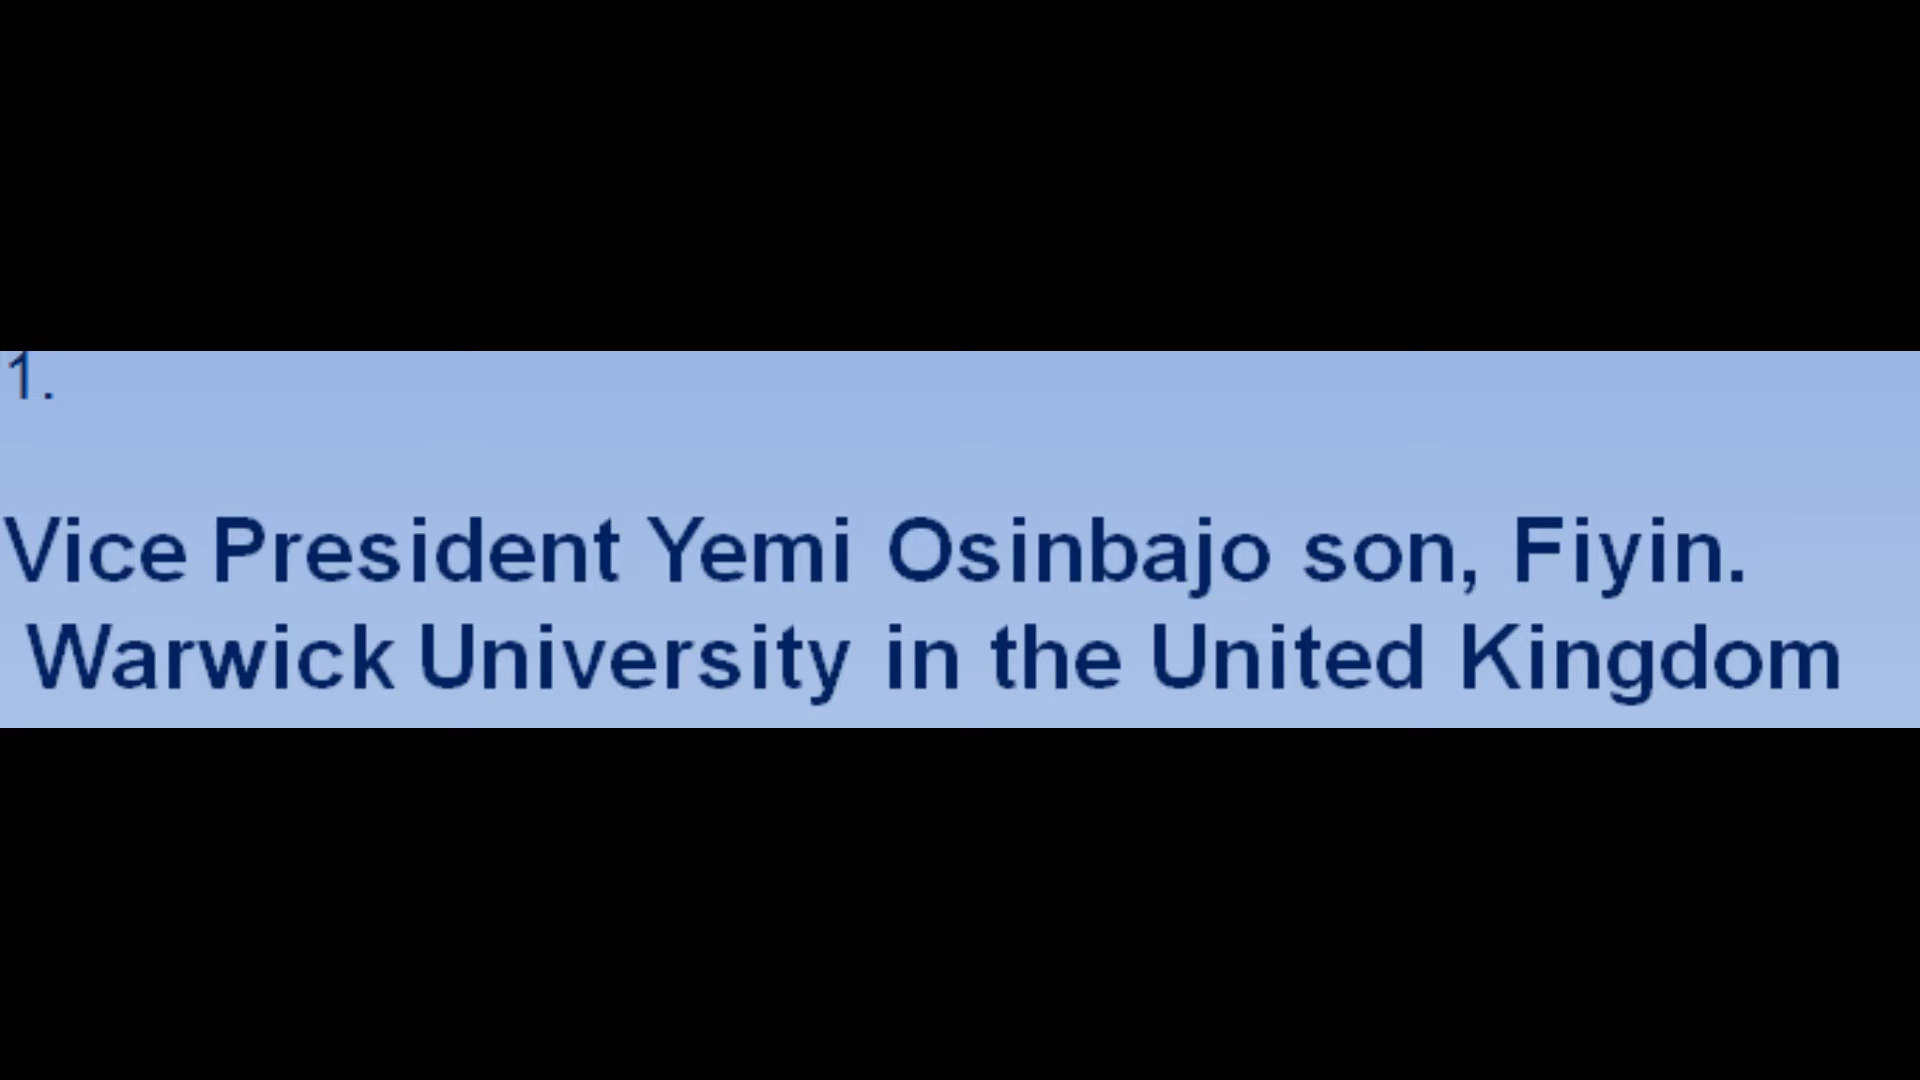 1.
Vice President Yemi Osinbajo son, Fiyin.
Warwick University in the United Kingdom